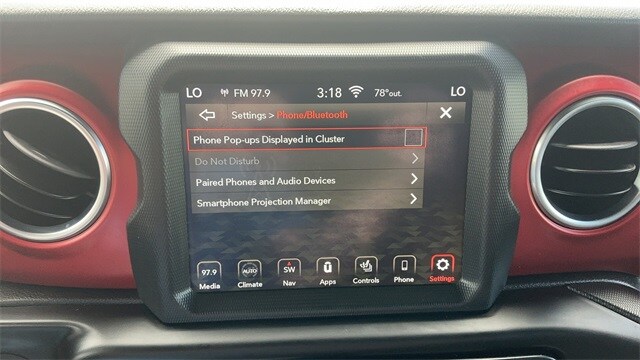 LO FM 97.9 3:18 78°out. LO
Settings > Phone/Bluetooth X
Phone Pop-ups Displayed in Cluster
Do Not Disturb
Paired Phones and Audio Devices
Smartphone Projection Manager
97.9 AUTO SW
Media Climate Nav Apps Controls Phone Settings